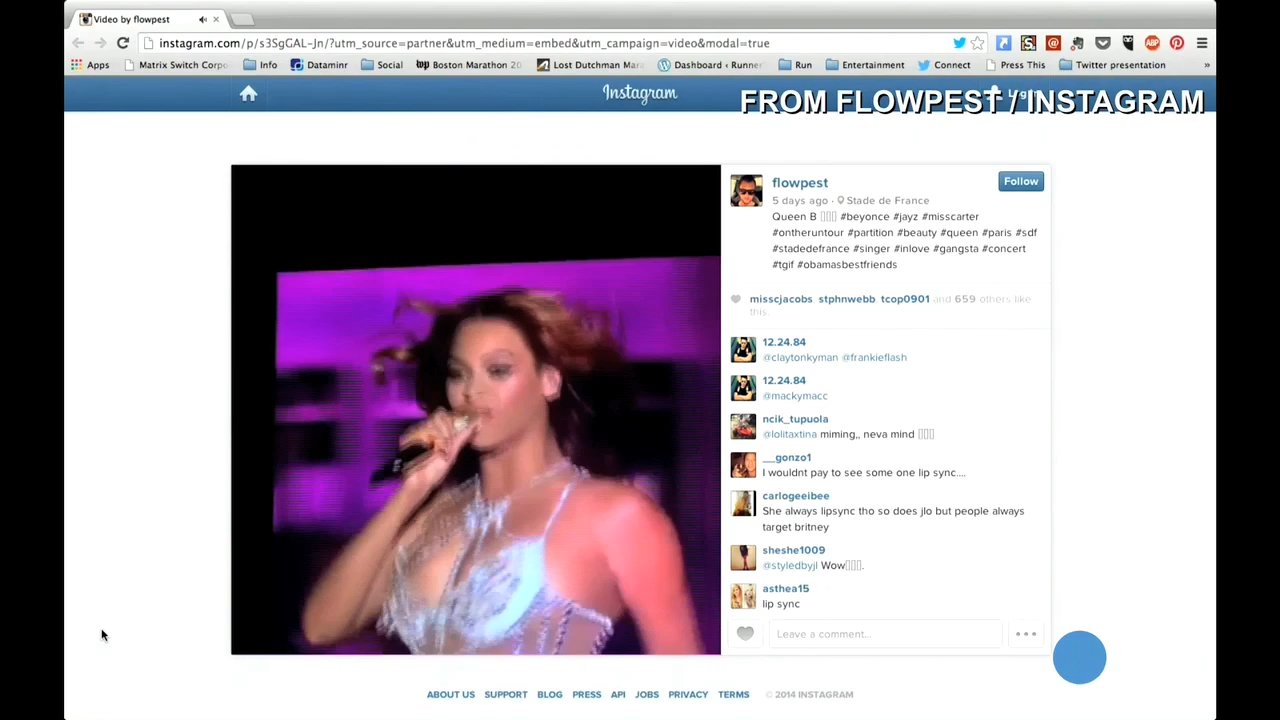 Video by flowpest
instagram.com/p/s3SgGAL-Jn/?utm_source=partner&utm_medium=embed&utm_campaign=video&modal=true
Apps Matrix Switch Corpo Info Dataminr Social Boston Marathon 20 Lost Dutchman Mar Dashboard ‹ Runner Run Entertainment Connect Press This Twitter presentation »
Instagram
FROM FLOWPEST / INSTAGRAM
flowpest
Follow
5 days ago · Stade de France
Queen B #beyonce #jayz #misscarter
#ontheruntour #partition #beauty #queen #paris #sdf
#stadedefrance #singer #inlove #gangsta #concert
#tgif #obamasbestfriends
misscjacobs stphnwebb tcop0901 and 659 others like
this.
12.24.84
@claytonkyman @frankieflash
12.24.84
@mackymacc
ncik_tupuola
@lolitaxtina miming,, neva mind
__gonzo1
I wouldnt pay to see some one lip sync....
carlogeeibee
She always lipsync tho so does jlo but people always
target britney
sheshe1009
@styledbyjl Wow.
asthea15
lip sync
Leave a comment...
ABOUT US SUPPORT BLOG PRESS API JOBS PRIVACY TERMS © 2014 INSTAGRAM